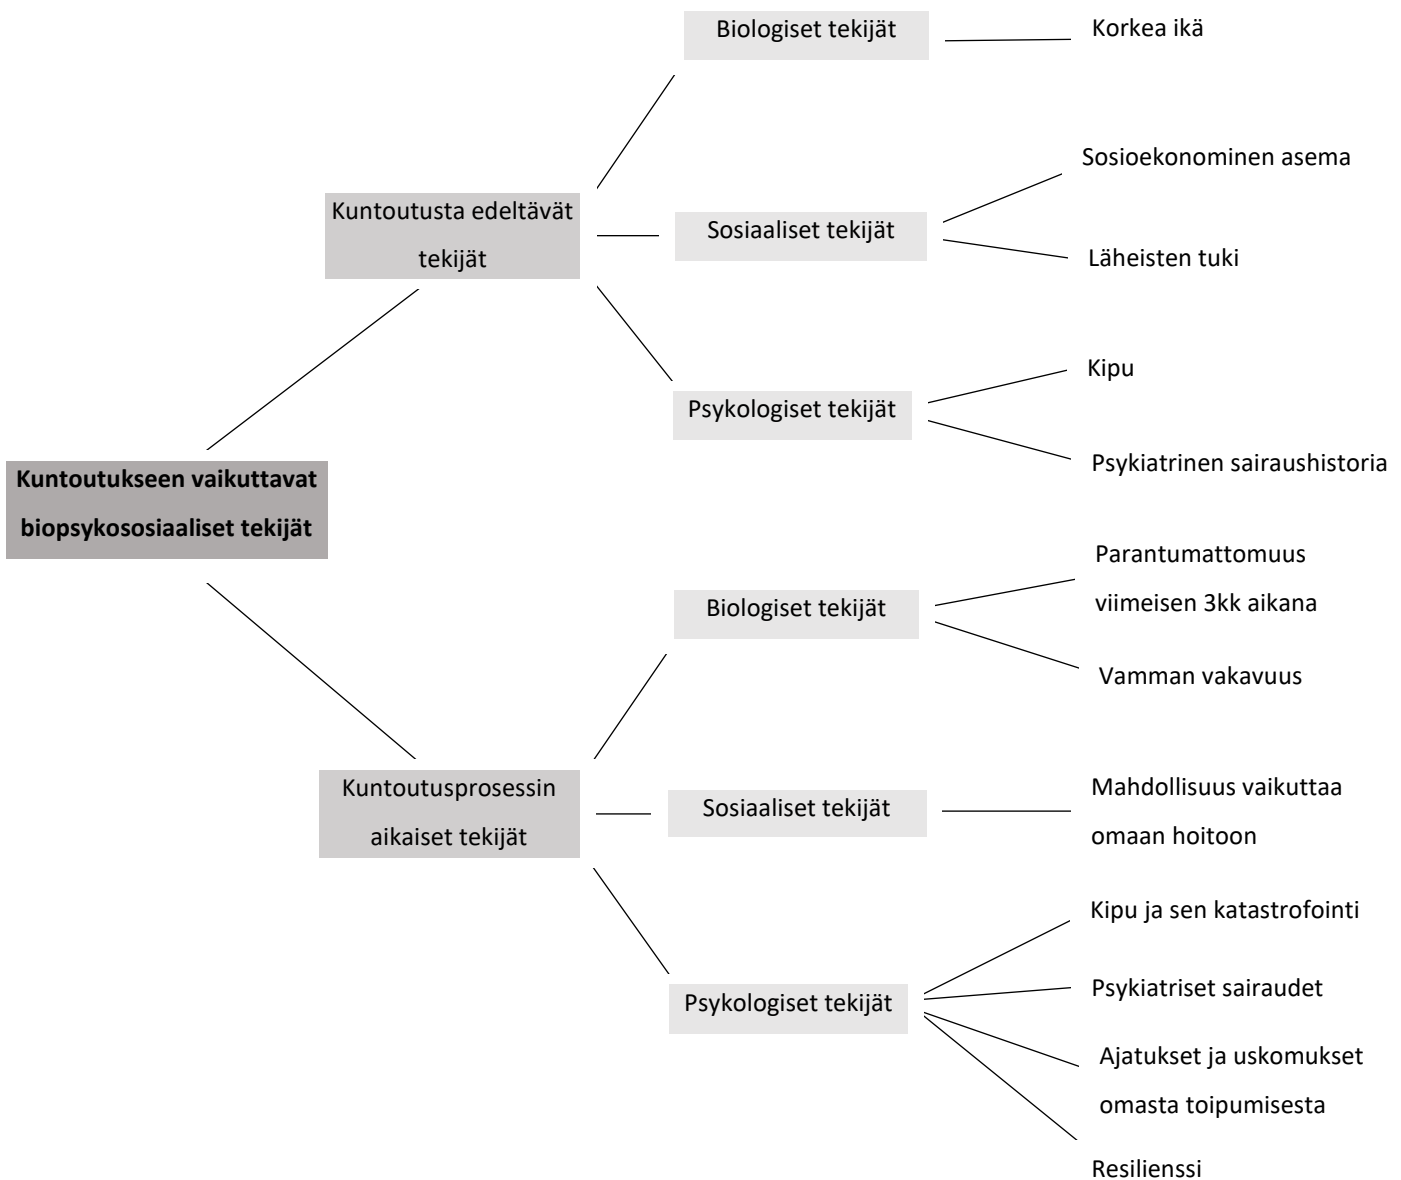 Biologiset tekijät
Korkea ikä
Sosioekonominen asema
Kuntoutusta edeltävät
tekijät
Sosiaaliset tekijät
Läheisten tuki
Kipu
Psykologiset tekijät
Psykiatrinen sairaushistoria
Kuntoutukseen vaikuttavat
biopsykososiaaliset tekijät
Parantumattomuus
viimeisen 3kk aikana
Biologiset tekijät
Vamman vakavuus
Kuntoutusprosessin
aikaiset tekijät
Sosiaaliset tekijät
Mahdollisuus vaikuttaa
omaan hoitoon
Kipu ja sen katastrofointi
Psykologiset tekijät
Psykiatriset sairaudet
Ajatukset ja uskomukset
omasta toipumisesta
Resilienssi